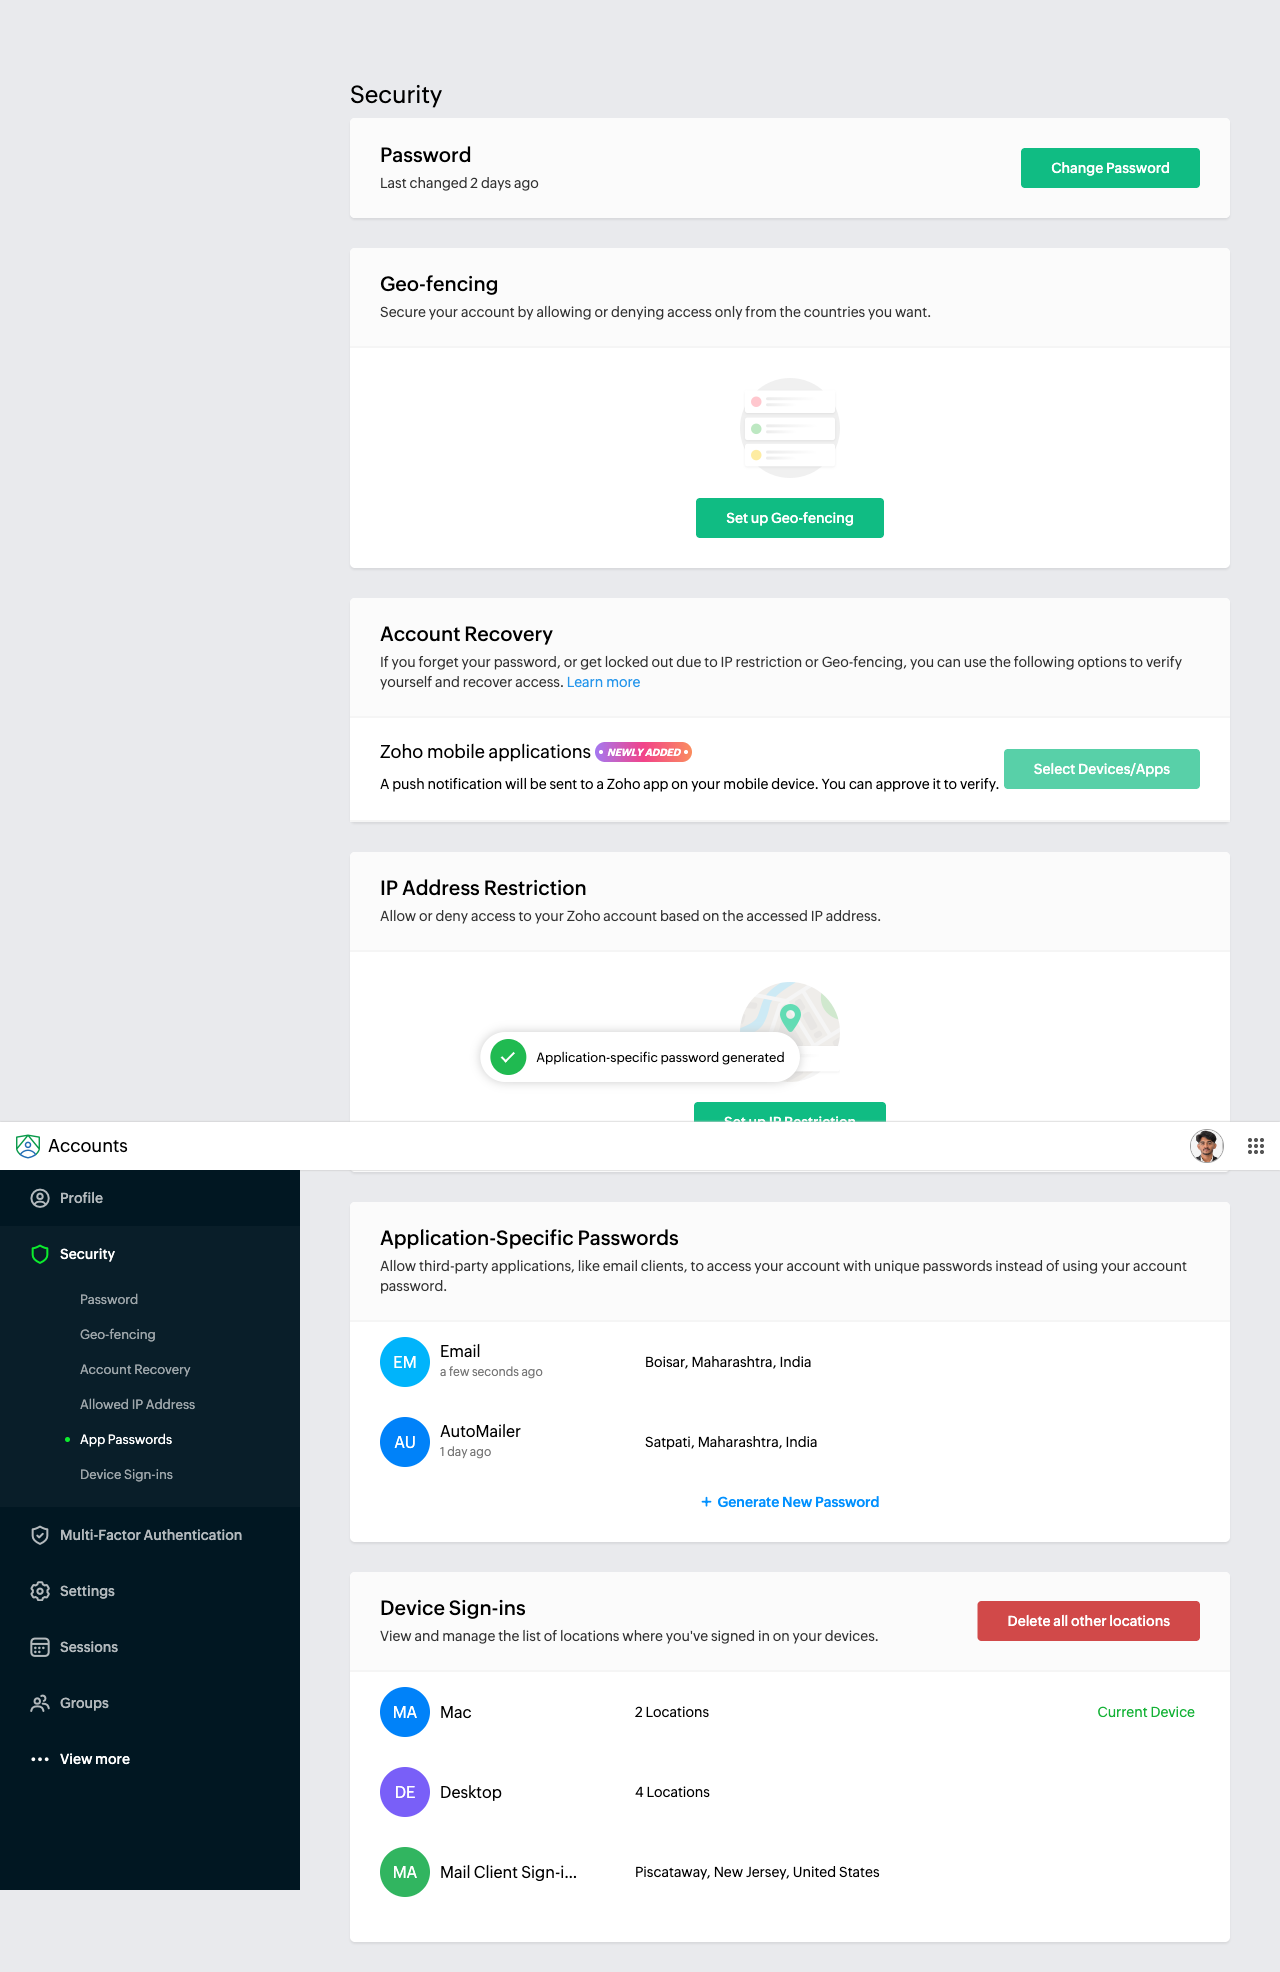 Security
Password
Last changed 2 days ago
Change Password
Geo-fencing
Secure your account by allowing or denying access only from the countries you want.
Set up Geo-fencing
Account Recovery
If you forget your password, or get locked out due to IP restriction or Geo-fencing, you can use the following options to verify
yourself and recover access. Learn more
Zoho mobile applications NEWLY ADDED
A push notification will be sent to a Zoho app on your mobile device. You can approve it to verify.
Select Devices/Apps
IP Address Restriction
Allow or deny access to your Zoho account based on the accessed IP address.
Application-specific password generated
Set up IP Restriction
Accounts
Profile
Security
Password
Geo-fencing
Account Recovery
Allowed IP Address
App Passwords
Device Sign-ins
Multi-Factor Authentication
Settings
Sessions
Groups
View more
Application-Specific Passwords
Allow third-party applications, like email clients, to access your account with unique passwords instead of using your account
password.
EM
Email
a few seconds ago
Boisar, Maharashtra, India
AU
AutoMailer
1 day ago
Satpati, Maharashtra, India
+ Generate New Password
Device Sign-ins
View and manage the list of locations where you've signed in on your devices.
Delete all other locations
MA
Mac
2 Locations
Current Device
DE
Desktop
4 Locations
MA
Mail Client Sign-i...
Piscataway, New Jersey, United States